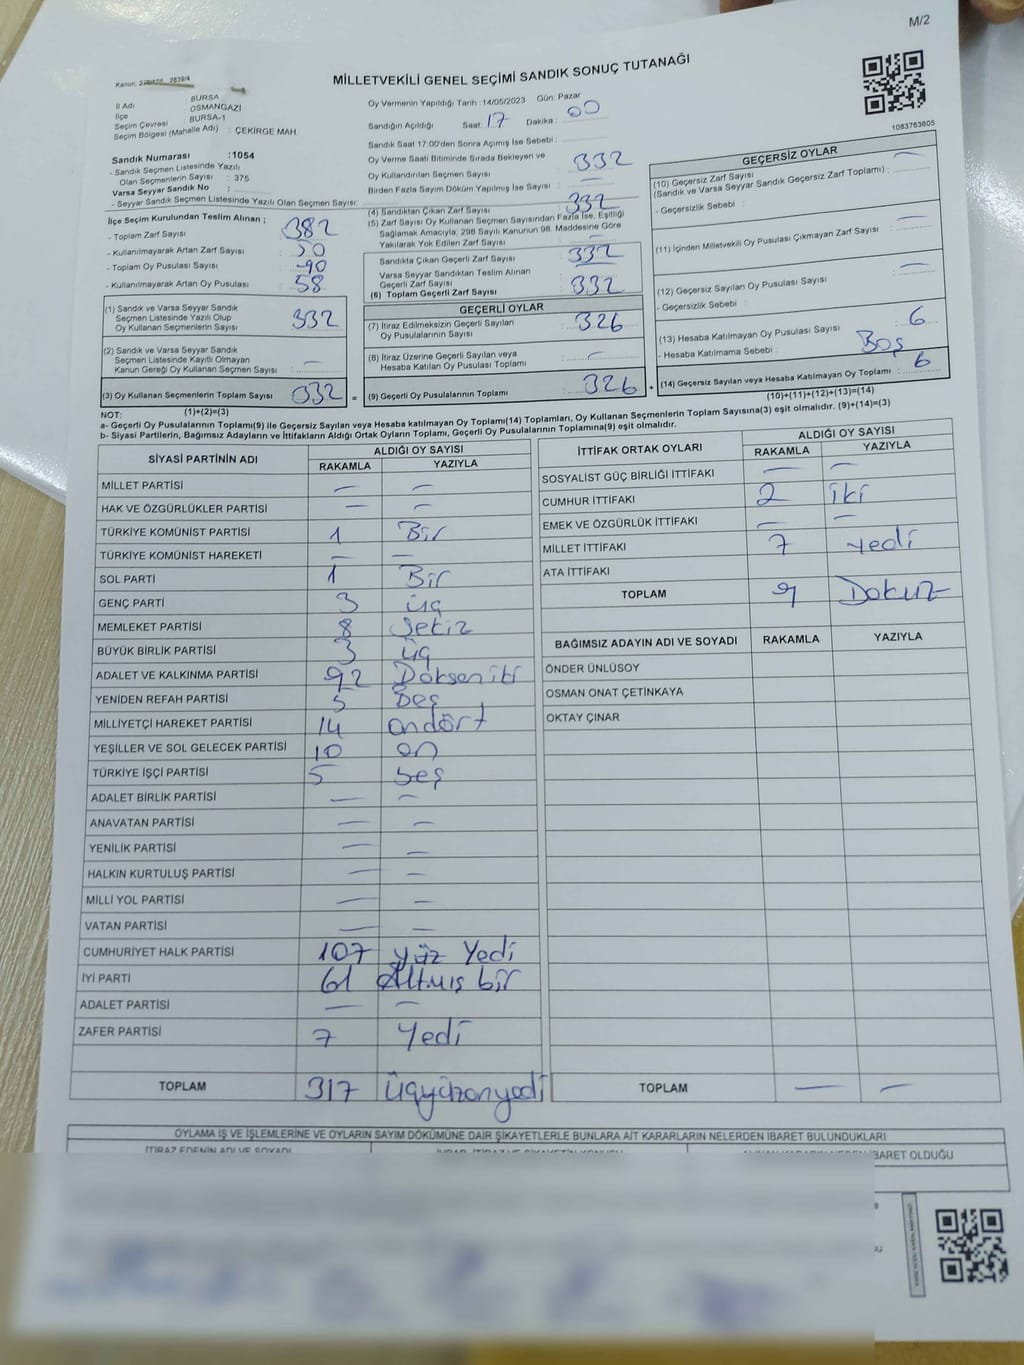 M/2
MİLLETVEKİLİ GENEL SEÇİMİ SANDIK SONUÇ TUTANAĞI
Kanun: 2839/4
İl Adı : BURSA
İlçe : OSMANGAZİ
Seçim Çevresi : BURSA-1
Seçim Bölgesi (Mahalle Adı) : ÇEKİRGE MAH.
Sandık Numarası :1054
- Sandık Seçmen Listesinde Yazılı
Olan Seçmenlerin Sayısı : 375
Varsa Seyyar Sandık No :
- Seyyar Sandık Seçmen Listesinde Yazılı Olan Seçmen Sayısı:
Oy Vermenin Yapıldığı Tarih :14/05/2023 Gün: Pazar
Sandığın Açıldığı Saat: 17 Dakika : 00
Sandık Saat 17:00'den Sonra Açılmış İse Sebebi :
Oy Verme Saati Bitiminde Sırada Bekleyen ve
Oy Kullandırılan Seçmen Sayısı : 332
Birden Fazla Sayım Döküm Yapılmış İse Sayısı : —
1083763605
İlçe Seçim Kurulundan Teslim Alınan ;
- Toplam Zarf Sayısı : 382
- Kullanılmayarak Artan Zarf Sayısı : 50
- Toplam Oy Pusulası Sayısı : 90
- Kullanılmayarak Artan Oy Pusulası : 58
(1) Sandık ve Varsa Seyyar Sandık
Seçmen Listesinde Yazılı Olup
Oy Kullanan Seçmenlerin Sayısı : 332
(2) Sandık ve Varsa Seyyar Sandık
Seçmen Listesinde Kayıtlı Olmayan
Kanun Gereği Oy Kullanan Seçmen Sayısı : —
(3) Oy Kullanan Seçmenlerin Toplam Sayısı 332
(1)+(2)=(3)
(4) Sandıktan Çıkan Zarf Sayısı : 332
(5) Zarf Sayısı Oy Kullanan Seçmen Sayısından Fazla İse, Eşitliği
Sağlamak Amacıyla; 298 Sayılı Kanunun 98. Maddesine Göre
Yakılarak Yok Edilen Zarf Sayısı : —
Sandıkta Çıkan Geçerli Zarf Sayısı : 332
Varsa Seyyar Sandıktan Teslim Alınan
Geçerli Zarf Sayısı : —
(6) Toplam Geçerli Zarf Sayısı : 332
GEÇERLİ OYLAR
(7) İtiraz Edilmeksizin Geçerli Sayılan
Oy Pusulalarının Sayısı : 326
(8) İtiraz Üzerine Geçerli Sayılan veya
Hesaba Katılan Oy Pusulası Toplamı : —
= (9) Geçerli Oy Pusulalarının Toplamı : 326 +
GEÇERSİZ OYLAR
(10) Geçersiz Zarf Sayısı
(Sandık ve Varsa Seyyar Sandık Geçersiz Zarf Toplamı) : —
- Geçersizlik Sebebi :
(11) İçinden Milletvekili Oy Pusulası Çıkmayan Zarf Sayısı : —
(12) Geçersiz Sayılan Oy Pusulası Sayısı : —
- Geçersizlik Sebebi :
(13) Hesaba Katılmayan Oy Pusulası Sayısı : 6
- Hesaba Katılmama Sebebi : Boş
(14) Geçersiz Sayılan veya Hesaba Katılmayan Oy Toplamı : 6
(10)+(11)+(12)+(13)=(14)
NOT:
a- Geçerli Oy Pusulalarının Toplamı(9) ile Geçersiz Sayılan veya Hesaba katılmayan Oy Toplamı(14) Toplamları, Oy Kullanan Seçmenlerin Toplam Sayısına(3) eşit olmalıdır. (9)+(14)=(3)
b- Siyasi Partilerin, Bağımsız Adayların ve İttifakların Aldığı Ortak Oyların Toplamı, Geçerli Oy Pusulalarının Toplamına(9) eşit olmalıdır.
SİYASİ PARTİNİN ADI ALDIĞI OY SAYISI
RAKAMLA YAZIYLA
MİLLET PARTİSİ — —
HAK VE ÖZGÜRLÜKLER PARTİSİ — —
TÜRKİYE KOMÜNİST PARTİSİ 1 Bir
TÜRKİYE KOMÜNİST HAREKETİ — —
SOL PARTİ 1 Bir
GENÇ PARTİ 3 üç
MEMLEKET PARTİSİ 8 Sekiz
BÜYÜK BİRLİK PARTİSİ 3 üç
ADALET VE KALKINMA PARTİSİ 92 Doksan iki
YENİDEN REFAH PARTİSİ 5 Beş
MİLLİYETÇİ HAREKET PARTİSİ 14 ondört
YEŞİLLER VE SOL GELECEK PARTİSİ 10 on
TÜRKİYE İŞÇİ PARTİSİ 5 beş
ADALET BİRLİK PARTİSİ — —
ANAVATAN PARTİSİ — —
YENİLİK PARTİSİ — —
HALKIN KURTULUŞ PARTİSİ — —
MİLLİ YOL PARTİSİ — —
VATAN PARTİSİ — —
CUMHURİYET HALK PARTİSİ 107 yüz Yedi
İYİ PARTİ 61 Altmış bir
ADALET PARTİSİ — —
ZAFER PARTİSİ 7 Yedi
TOPLAM 317 üçyüzonyedi
İTTİFAK ORTAK OYLARI ALDIĞI OY SAYISI
RAKAMLA YAZIYLA
SOSYALİST GÜÇ BİRLİĞİ İTTİFAKI — —
CUMHUR İTTİFAKI 2 iki
EMEK VE ÖZGÜRLÜK İTTİFAKI — —
MİLLET İTTİFAKI 7 yedi
ATA İTTİFAKI
TOPLAM 9 Dokuz
BAĞIMSIZ ADAYIN ADI VE SOYADI RAKAMLA YAZIYLA
ÖNDER ÜNLÜSOY
OSMAN ONAT ÇETİNKAYA
OKTAY ÇINAR
TOPLAM — —
OYLAMA İŞ VE İŞLEMLERİNE VE OYLARIN SAYIM DÖKÜMÜNE DAİR ŞİKAYETLERLE BUNLARA AİT KARARLARIN NELERDEN İBARET BULUNDUKLARI
İTİRAZ EDENİN ADI VE SOYADI
İBARET OLDUĞU